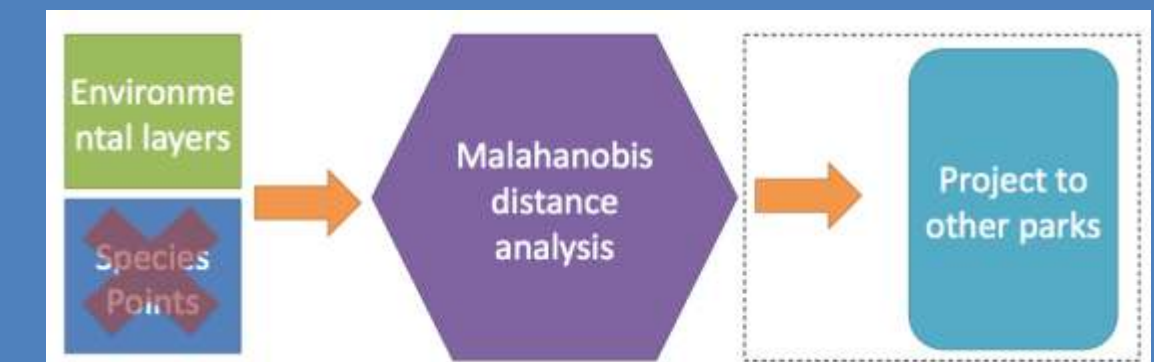 Environme
ntal layers
Species
Points
Malahanobis
distance
analysis
Project to
other parks